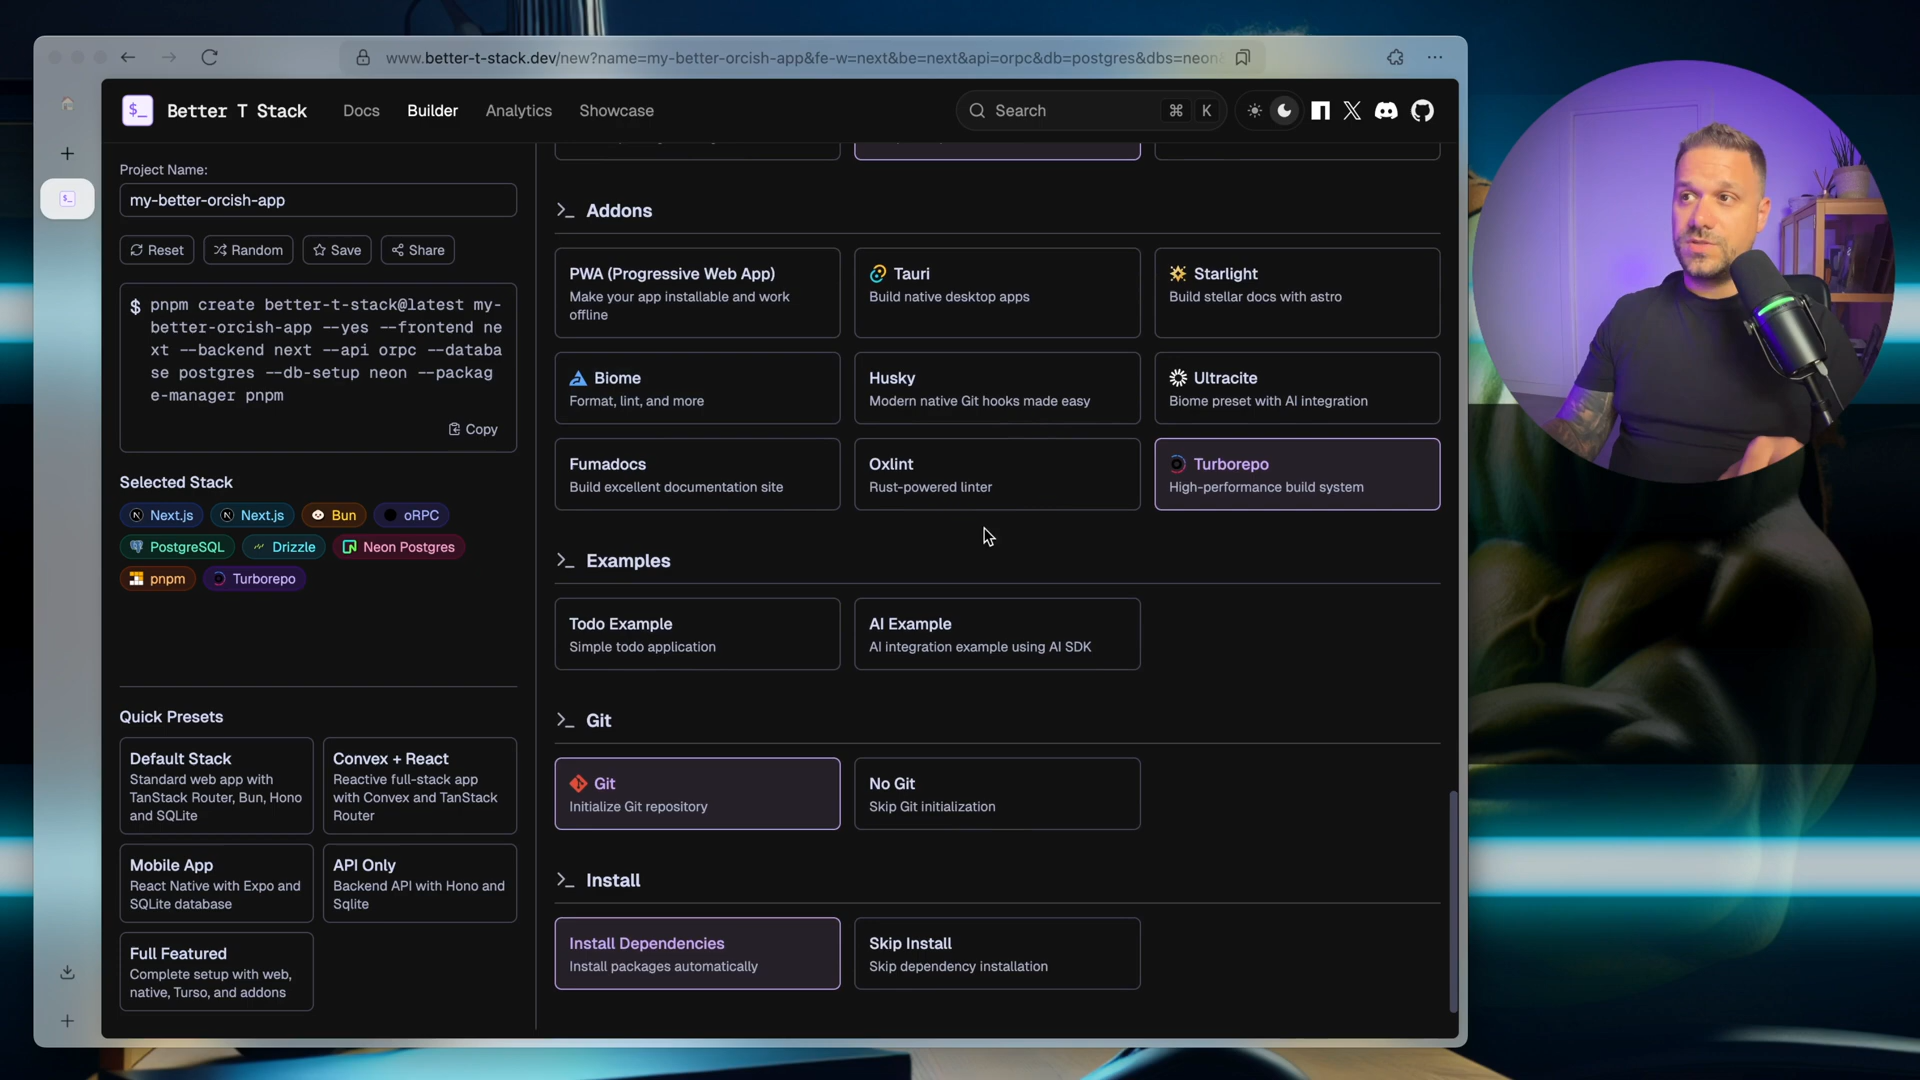 www.better-t-stack.dev/new?name=my-better-orcish-app&fe-w=next&be=next&api=orpc&db=postgres&dbs=neon
$_ Better T Stack
Docs
Builder
Analytics
Showcase
Search
⌘ K
Project Name:
my-better-orcish-app
Reset
Random
Save
Share
$ pnpm create better-t-stack@latest my-
better-orcish-app --yes --frontend ne
xt --backend next --api orpc --databa
se postgres --db-setup neon --packag
e-manager pnpm
Copy
Selected Stack
Next.js
Next.js
Bun
oRPC
PostgreSQL
Drizzle
Neon Postgres
pnpm
Turborepo
Quick Presets
Default Stack
Standard web app with
TanStack Router, Bun, Hono
and SQLite
Convex + React
Reactive full-stack app
with Convex and TanStack
Router
Mobile App
React Native with Expo and
SQLite database
API Only
Backend API with Hono and
Sqlite
Full Featured
Complete setup with web,
native, Turso, and addons
>_ Addons
PWA (Progressive Web App)
Make your app installable and work
offline
Tauri
Build native desktop apps
Starlight
Build stellar docs with astro
Biome
Format, lint, and more
Husky
Modern native Git hooks made easy
Ultracite
Biome preset with AI integration
Fumadocs
Build excellent documentation site
Oxlint
Rust-powered linter
Turborepo
High-performance build system
>_ Examples
Todo Example
Simple todo application
AI Example
AI integration example using AI SDK
>_ Git
Git
Initialize Git repository
No Git
Skip Git initialization
>_ Install
Install Dependencies
Install packages automatically
Skip Install
Skip dependency installation